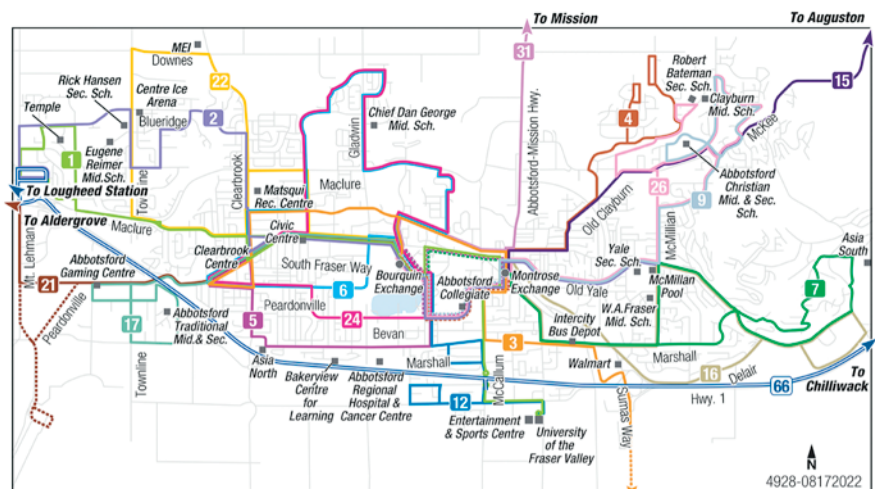 To Mission
To Auguston
31
MEI
Downes
22
Rick Hansen
Sec. Sch.
Centre Ice
Arena
Temple
Blueridge
2
Robert
Bateman
Sec. Sch.
Clayburn
Mid. Sch.
15
4
McKee
Chief Dan George
Mid. Sch.
Gladwin
Abbotsford-Mission Hwy.
1
Eugene
Reimer
Mid.Sch.
Townline
Clearbrook
Matsqui
Rec. Centre
Maclure
Old Clayburn
26
McMillan
9
Abbotsford
Christian
Mid. & Sec.
Sch.
To Lougheed Station
To Aldergrove
Maclure
Mt. Lehman
Civic
Centre
Clearbrook
Centre
South Fraser Way
Bourquin
Exchange
Abbotsford
Collegiate
Montrose
Exchange
Yale
Sec. Sch.
McMillan
Pool
Asia
South
Abbotsford
Gaming Centre
21
Peardonville
6
Peardonville
24
Old Yale
W.A.Fraser
Mid. Sch.
7
17
Abbotsford
Traditional
Mid.& Sec.
5
Bevan
Intercity
Bus Depot
3
Townline
Asia
North
Marshall
McCallum
Walmart
Marshall
16
Delair
Bakerview
Centre
for
Learning
Abbotsford
Regional
Hospital &
Cancer Centre
12
Sumas Way
Hwy. 1
66
To
Chilliwack
Entertainment
& Sports Centre
University
of the
Fraser Valley
N
4928-08172022